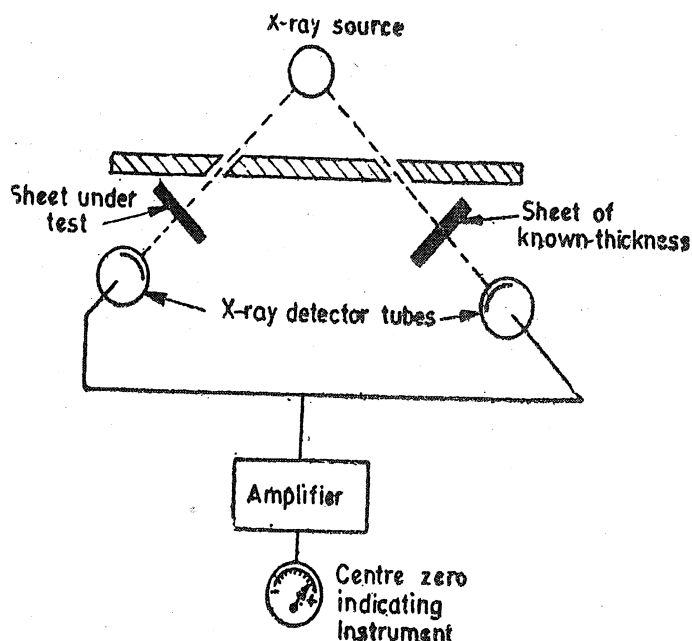 X-ray source
Sheet under
test
Sheet of
known-thickness
X-ray detector tubes
Amplifier
Centre zero
indicating
Instrument